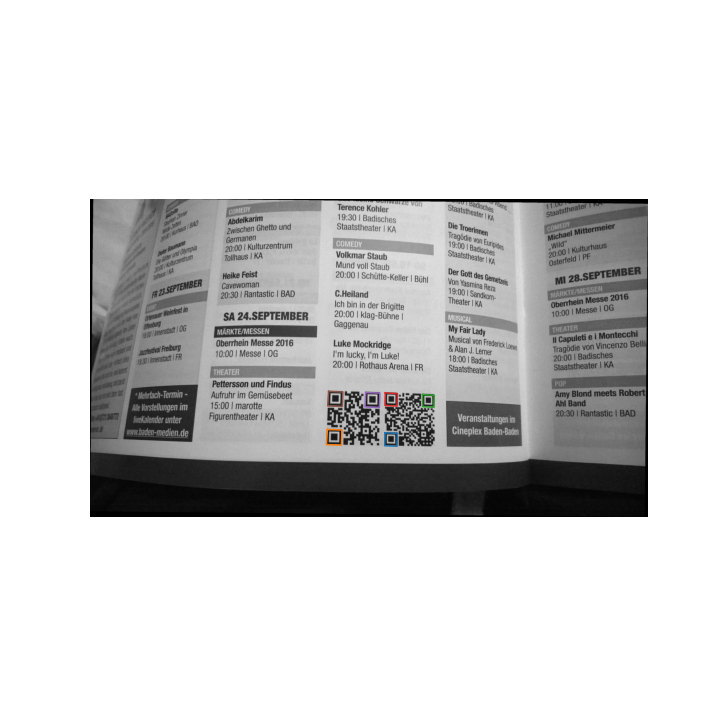 FR 23.SEPTEMBER
Jazzfestival Freiburg
* Mehrfach-Termin -
Alle Vorstellungen im
liveKalender unter
www.baden-medien.de
COMEDY
Abdelkarim
Zwischen Ghetto und
Germanen
20:00 | Kulturzentrum
Tollhaus | KA
Heike Feist
Cavewoman
20:30 | Rantastic | BAD
SA 24.SEPTEMBER
MÄRKTE/MESSEN
Oberrhein Messe 2016
10:00 | Messe | OG
THEATER
Pettersson und Findus
Aufruhr im Gemüsebeet
15:00 | marotte
Figurentheater | KA
Terence Kohler
19:30 | Badisches
Staatstheater | KA
COMEDY
Volkmar Staub
Mund voll Staub
20:00 | Schütte-Keller | Bühl
C.Heiland
Ich bin in der Brigitte
20:00 | klag-Bühne |
Gaggenau
Luke Mockridge
I'm lucky, I'm Luke!
20:00 | Rothaus Arena | FR
Staatstheater | KA
Die Troerinnen
Tragödie von Euripides
19:00 | Badisches
Staatstheater | KA
Der Gott des Gemetzels
Von Yasmina Reza
19:00 | Sandkorn-
Theater | KA
MUSICAL
My Fair Lady
Musical von Frederick Loewe
& Alan J. Lerner
18:00 | Badisches
Staatstheater | KA
Veranstaltungen im
Cineplex Baden-Baden
Staatstheater | KA
COMEDY
Michael Mittermeier
„Wild"
20:00 | Kulturhaus
Osterfeld | PF
MI 28.SEPTEMBER
MÄRKTE/MESSEN
Oberrhein Messe 2016
10:00 | Messe | OG
THEATER
Il Capuleti e i Montecchi
Tragödie von Vincenzo
20:00 | Badisches
Staatstheater | KA
POP
Amy Blond meets Robert
Ahl Band
20:30 | Rantastic | BAD